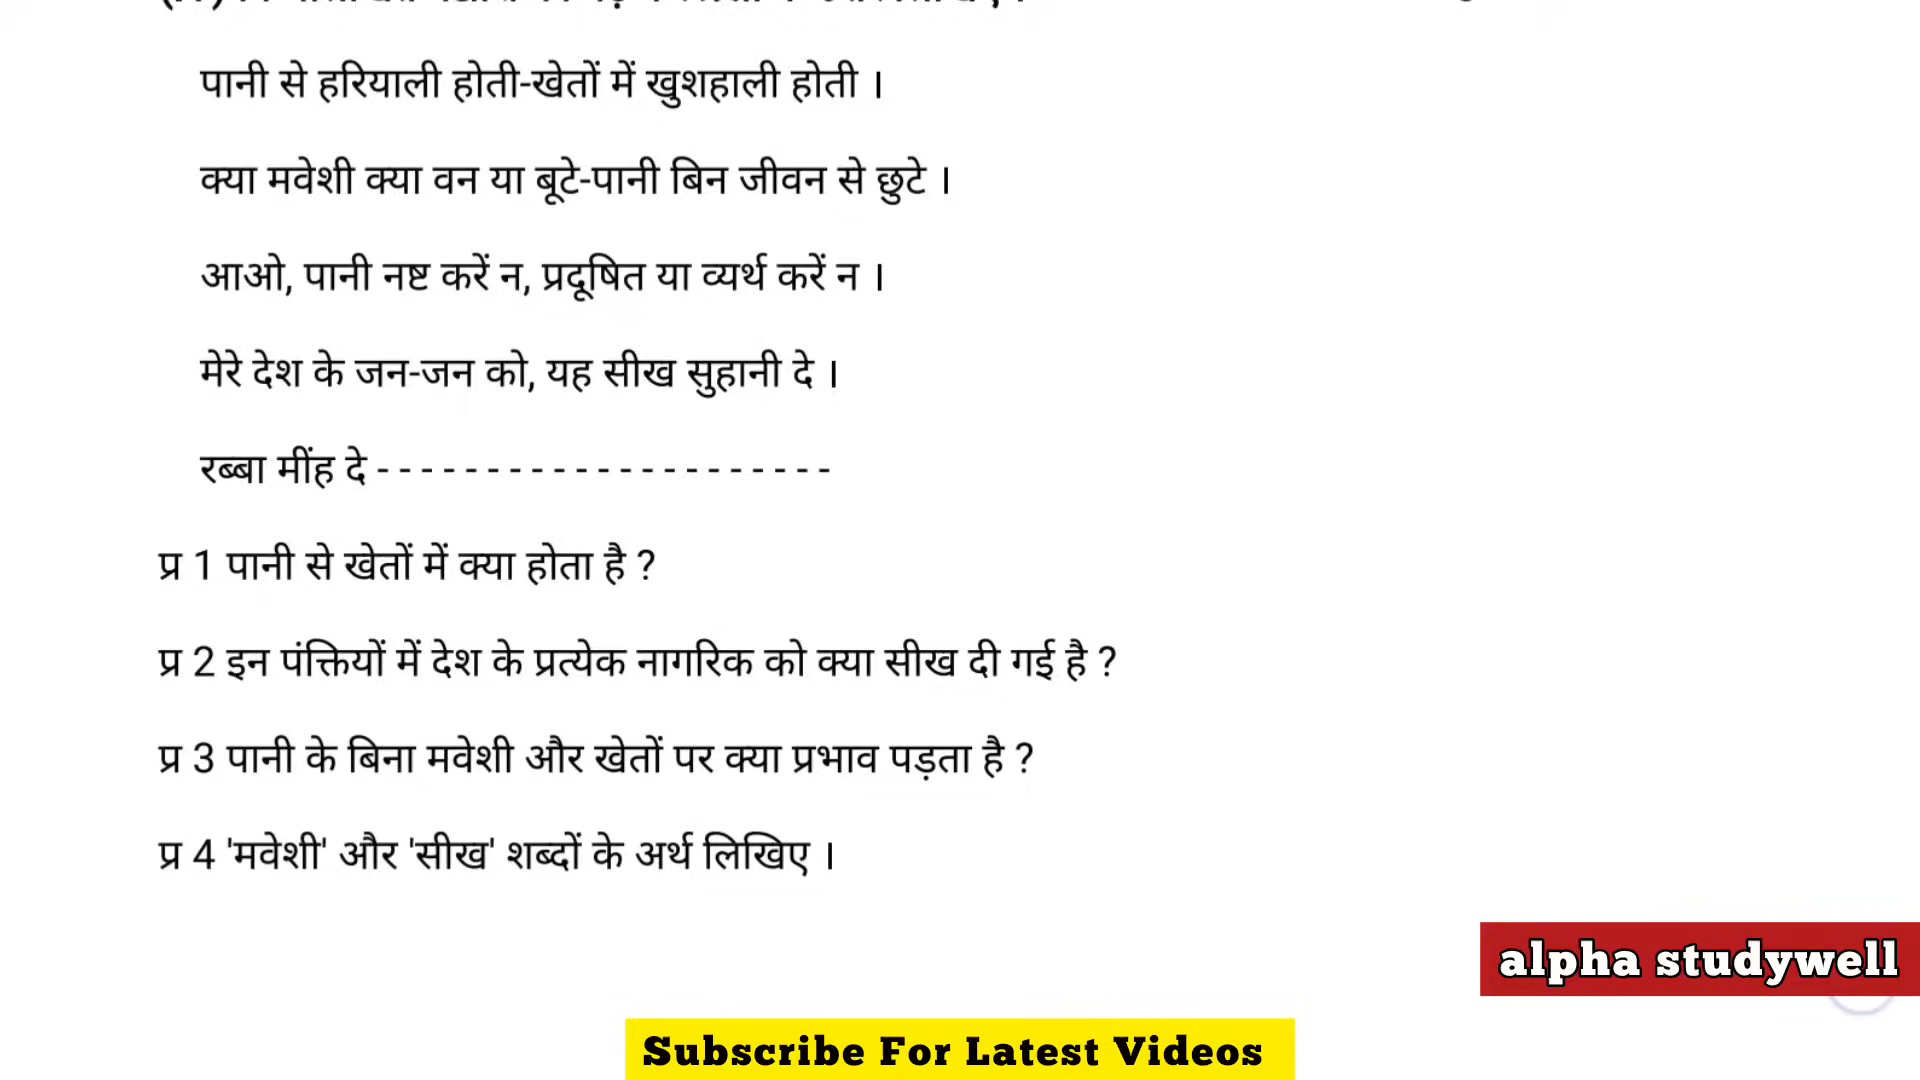 पानी से हरियाली होती-खेतों में खुशहाली होती ।
क्या मवेशी क्या वन या बूटे-पानी बिन जीवन से छुटे ।
आओ, पानी नष्ट करें न, प्रदूषित या व्यर्थ करें न ।
मेरे देश के जन-जन को, यह सीख सुहानी दे ।
रब्बा मींह दे - - - - - - - - - - - - - - - - - - - - -
प्र 1 पानी से खेतों में क्या होता है ?
प्र 2 इन पंक्तियों में देश के प्रत्येक नागरिक को क्या सीख दी गई है ?
प्र 3 पानी के बिना मवेशी और खेतों पर क्या प्रभाव पड़ता है ?
प्र 4 'मवेशी' और 'सीख' शब्दों के अर्थ लिखिए ।
alpha studywell
Subscribe For Latest Videos